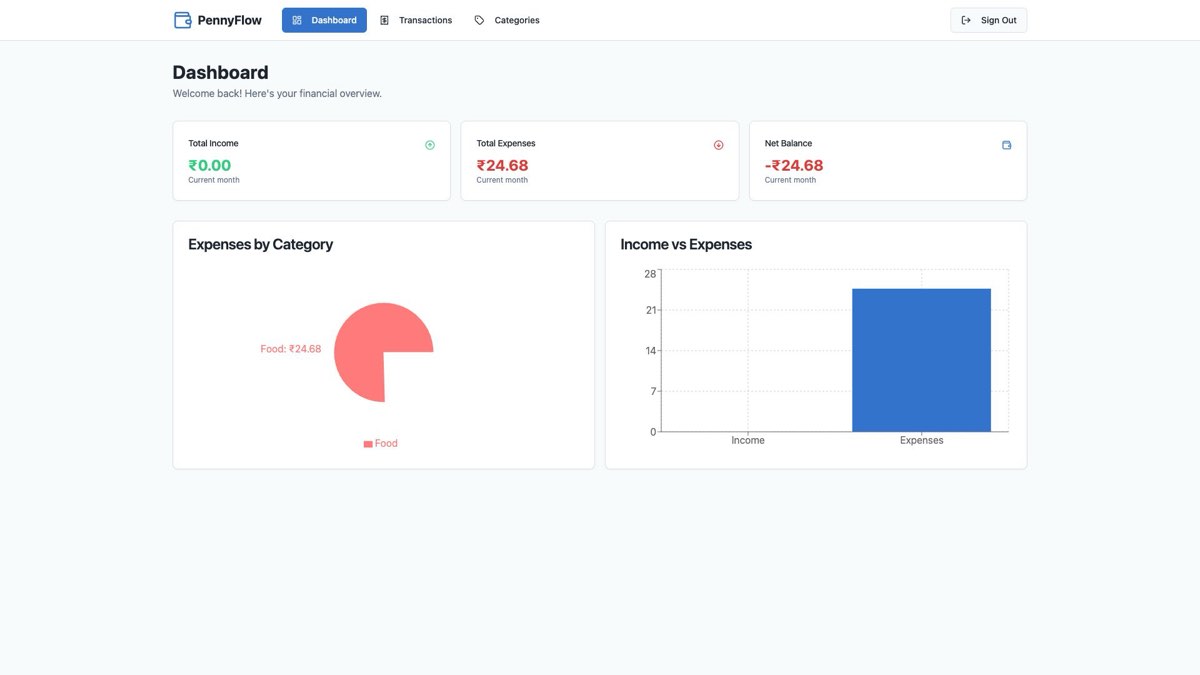 PennyFlow
Dashboard
Transactions
Categories
Sign Out
Dashboard
Welcome back! Here's your financial overview.
Total Income
₹0.00
Current month
Total Expenses
₹24.68
Current month
Net Balance
-₹24.68
Current month
Expenses by Category
Food: ₹24.68
Food
Income vs Expenses
28
21
14
7
0
Income
Expenses